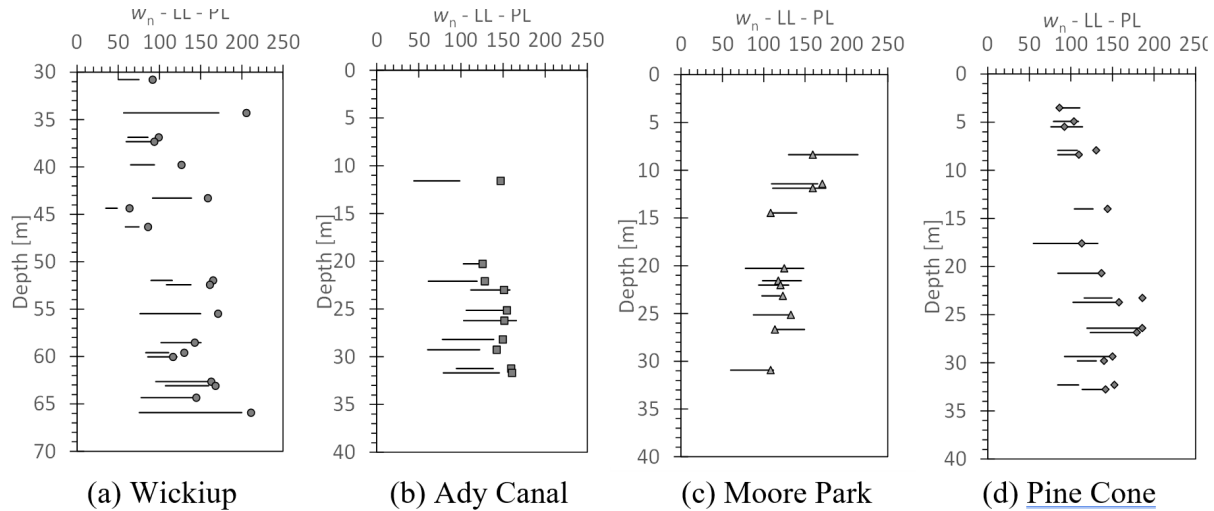 wn - LL - PL
0 50 100 150 200 250
30
35
40
45
50
55
60
65
70
Depth [m]
(a) Wickiup
wn - LL - PL
0 50 100 150 200 250
0
5
10
15
20
25
30
35
40
Depth [m]
(b) Ady Canal
wn - LL - PL
0 50 100 150 200 250
0
5
10
15
20
25
30
35
40
Depth [m]
(c) Moore Park
wn - LL - PL
0 50 100 150 200 250
0
5
10
15
20
25
30
35
40
Depth [m]
(d) Pine Cone